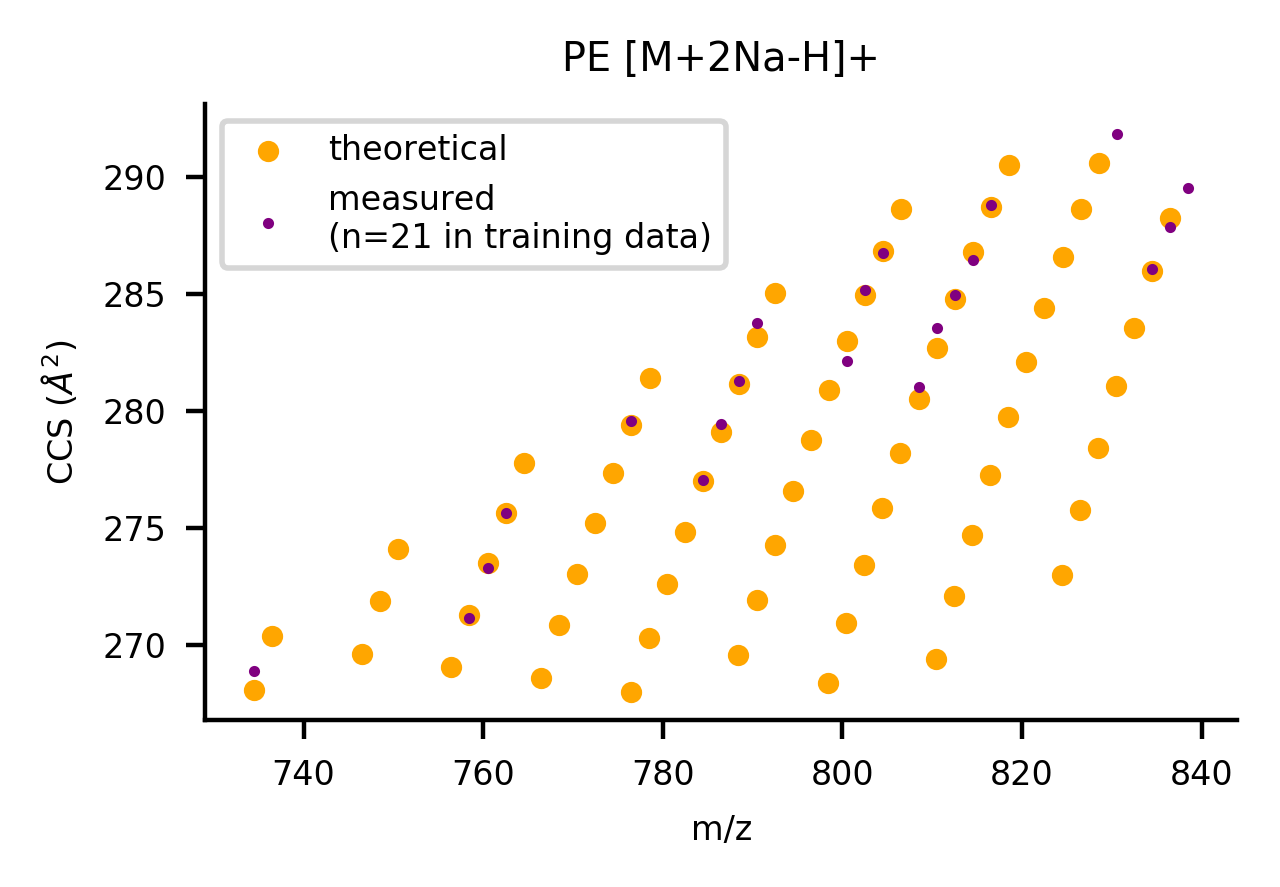 PE [M+2Na-H]+
theoretical
measured
(n=21 in training data)
CCS (Å²)
290
285
280
275
270
740
760
780
800
820
840
m/z